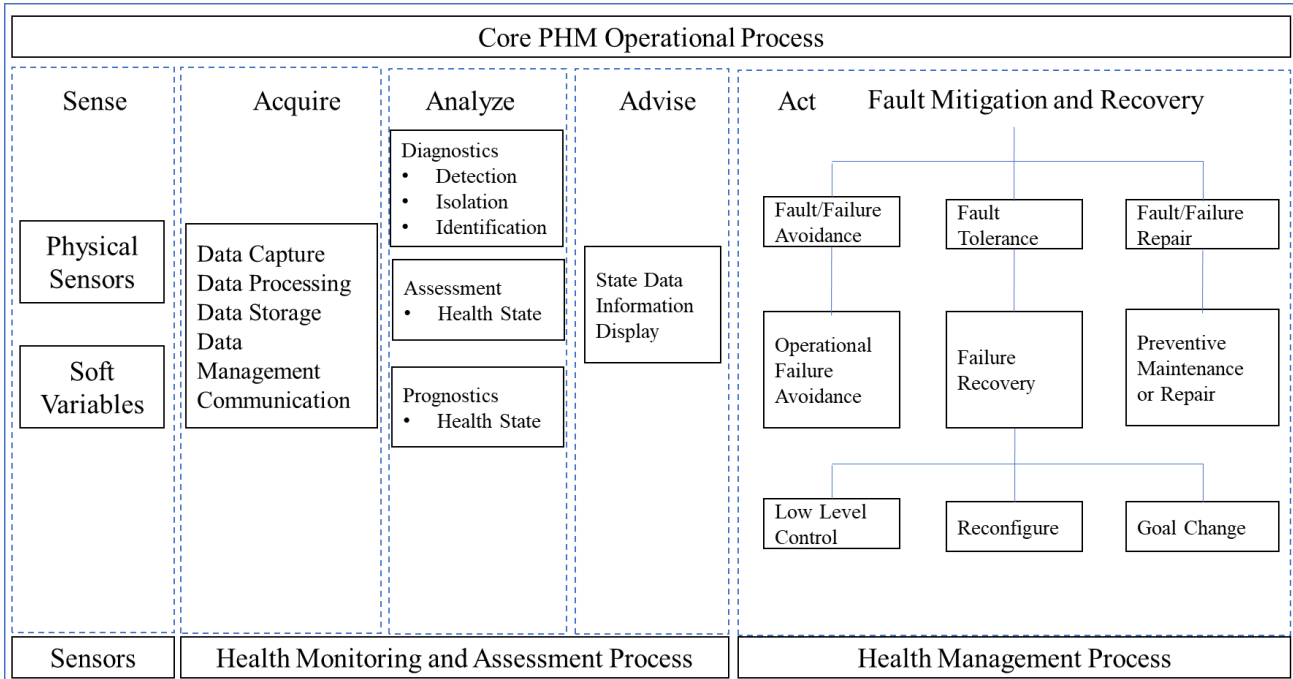 Core PHM Operational Process
Sense
Physical
Sensors
Soft
Variables
Acquire
Data Capture
Data Processing
Data Storage
Data
Management
Communication
Analyze
Diagnostics
• Detection
• Isolation
• Identification
Assessment
• Health State
Prognostics
• Health State
Advise
State Data
Information
Display
Act
Fault Mitigation and Recovery
Fault/Failure
Avoidance
Fault
Tolerance
Fault/Failure
Repair
Operational
Failure
Avoidance
Failure
Recovery
Preventive
Maintenance
or Repair
Low Level
Control
Reconfigure
Goal Change
Sensors
Health Monitoring and Assessment Process
Health Management Process